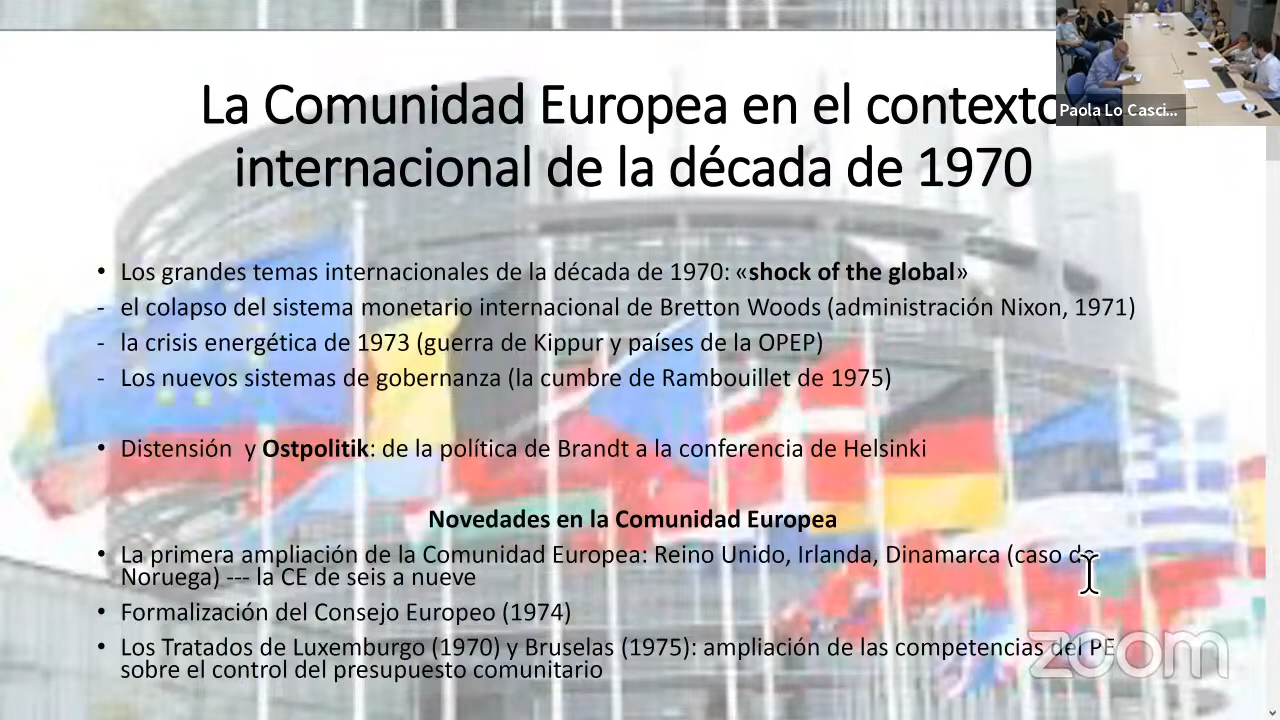 La Comunidad Europea en el contexto
Paola Lo Casci...
internacional de la década de 1970
• Los grandes temas internacionales de la década de 1970: «shock of the global»
- el colapso del sistema monetario internacional de Bretton Woods (administración Nixon, 1971)
- la crisis energética de 1973 (guerra de Kippur y países de la OPEP)
- Los nuevos sistemas de gobernanza (la cumbre de Rambouillet de 1975)
• Distensión y Ostpolitik: de la política de Brandt a la conferencia de Helsinki
Novedades en la Comunidad Europea
• La primera ampliación de la Comunidad Europea: Reino Unido, Irlanda, Dinamarca (caso de
Noruega) --- la CE de seis a nueve
• Formalización del Consejo Europeo (1974)
• Los Tratados de Luxemburgo (1970) y Bruselas (1975): ampliación de las competencias del PE
sobre el control del presupuesto comunitario
zoom